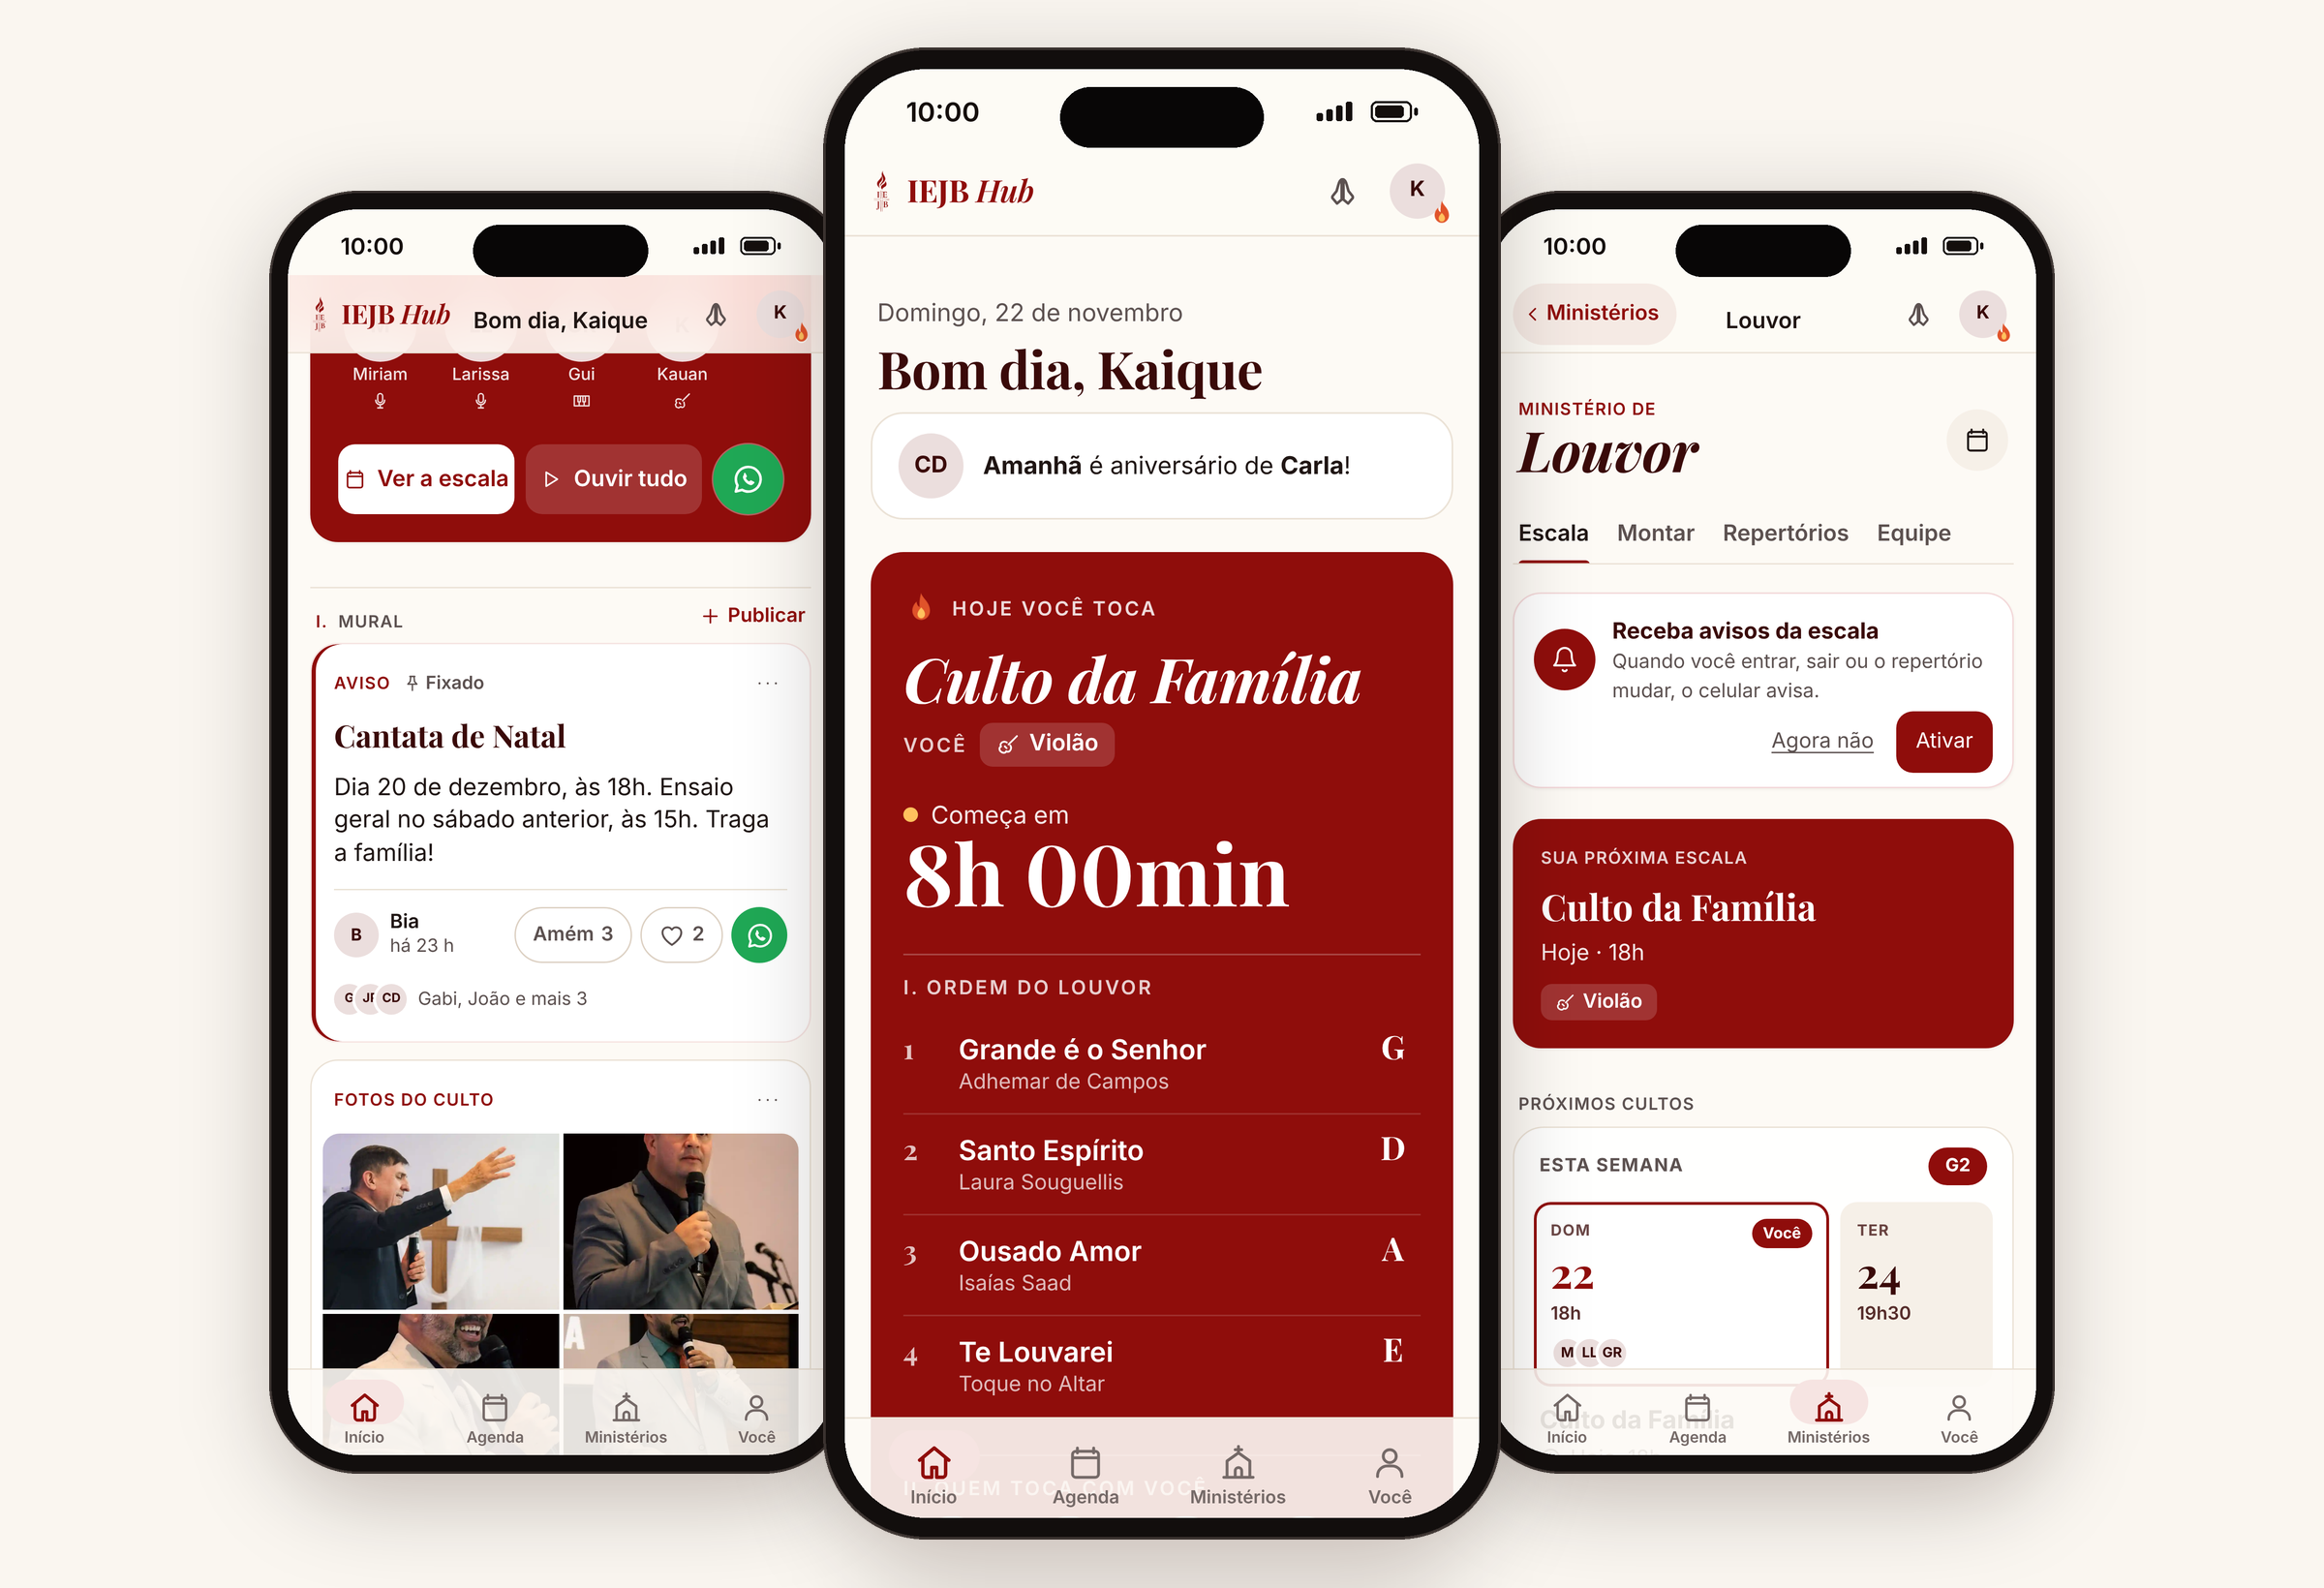 10:00
IEJB Hub
Bom dia, Kaique
K
Miriam
Larissa
Gui
Kauan
Ver a escala
Ouvir tudo
I. MURAL
+ Publicar
AVISO
Fixado
...
Cantata de Natal
Dia 20 de dezembro, às 18h. Ensaio
geral no sábado anterior, às 15h. Traga
a família!
B
Bia
há 23 h
Amém 3
2
G
CD
Gabi, João e mais 3
FOTOS DO CULTO
...
A
Início
Agenda
Ministérios
Você
10:00
IEJB Hub
K
Domingo, 22 de novembro
Bom dia, Kaique
CD
Amanhã é aniversário de Carla!
HOJE VOCÊ TOCA
Culto da Família
VOCÊ
Violão
Começa em
8h 00min
I. ORDEM DO LOUVOR
1
Grande é o Senhor
G
Adhemar de Campos
2
Santo Espírito
D
Laura Souguellis
3
Ousado Amor
A
Isaías Saad
4
Te Louvarei
E
Toque no Altar
II. QUEM TOCA COM VOCÊ
Início
Agenda
Ministérios
Você
10:00
Ministérios
Louvor
K
MINISTÉRIO DE
Louvor
Escala
Montar
Repertórios
Equipe
Receba avisos da escala
Quando você entrar, sair ou o repertório
mudar, o celular avisa.
Agora não
Ativar
SUA PRÓXIMA ESCALA
Culto da Família
Hoje · 18h
Violão
PRÓXIMOS CULTOS
ESTA SEMANA
G2
DOM
Você
22
18h
M
LL
GR
TER
24
19h30
Culto da Família
Início
Agenda
Ministérios
Você